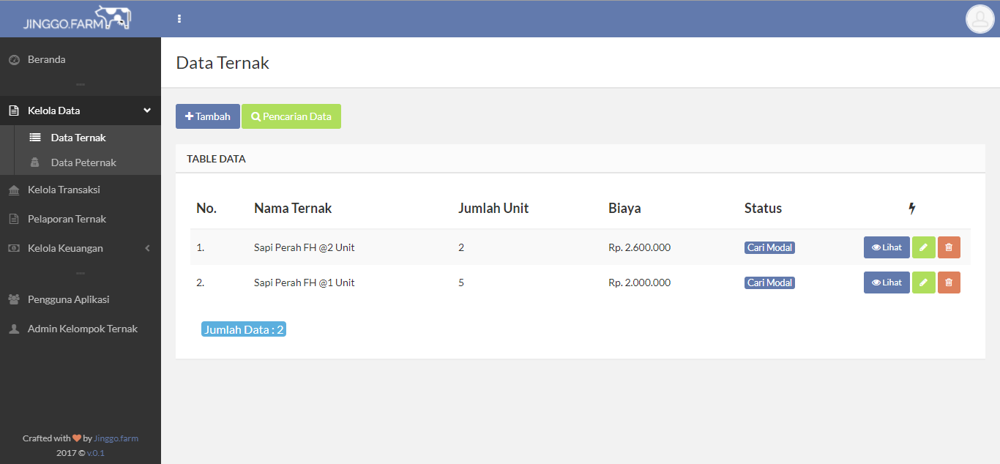 JINGGO.FARM
Beranda
Kelola Data
Data Ternak
Data Peternak
Kelola Transaksi
Pelaporan Ternak
Kelola Keuangan
Pengguna Aplikasi
Admin Kelompok Ternak
Crafted with ❤ by Jinggo.farm
2017 © v.0.1
Data Ternak
Tambah Pencarian Data
TABLE DATA
No. Nama Ternak Jumlah Unit Biaya Status
1. Sapi Perah FH @2 Unit 2 Rp. 2.600.000 Cari Modal Lihat
2. Sapi Perah FH @1 Unit 5 Rp. 2.000.000 Cari Modal Lihat
Jumlah Data : 2